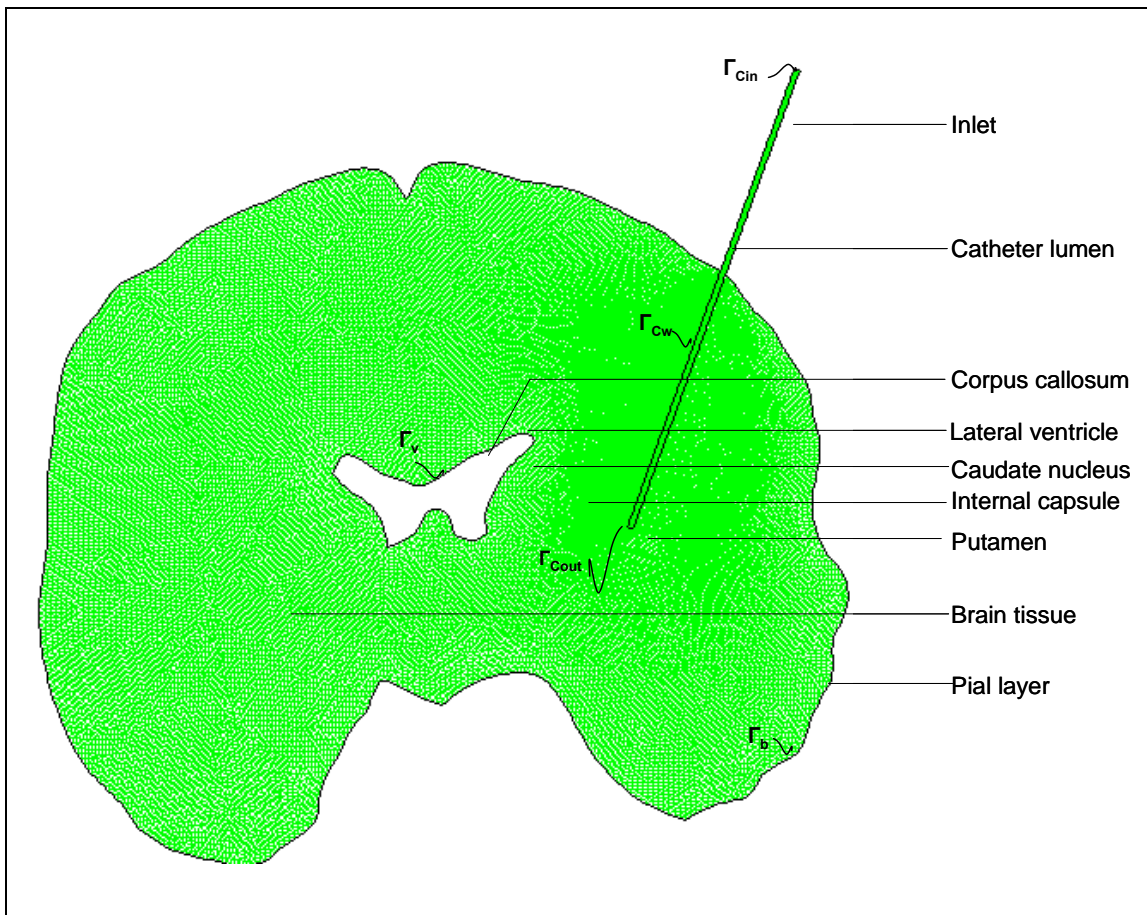 ΓCin
Inlet
Catheter lumen
ΓCw
Corpus callosum
Lateral ventricle
Γv
Caudate nucleus
Internal capsule
Putamen
ΓCout
Brain tissue
Pial layer
Γb